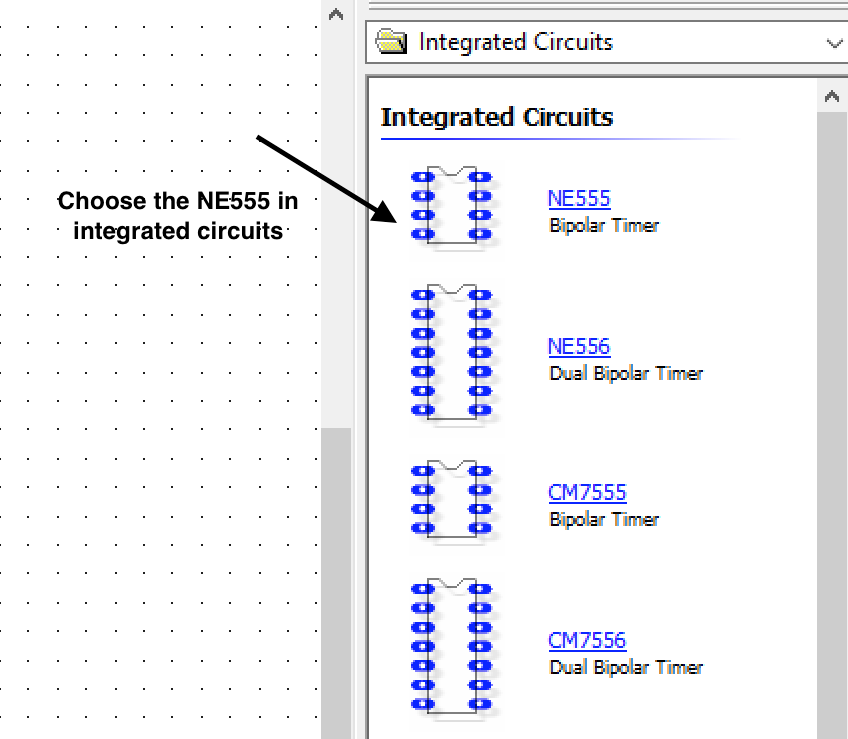 Integrated Circuits
Integrated Circuits
Choose the NE555 in
integrated circuits
NE555
Bipolar Timer
NE556
Dual Bipolar Timer
CM7555
Bipolar Timer
CM7556
Dual Bipolar Timer